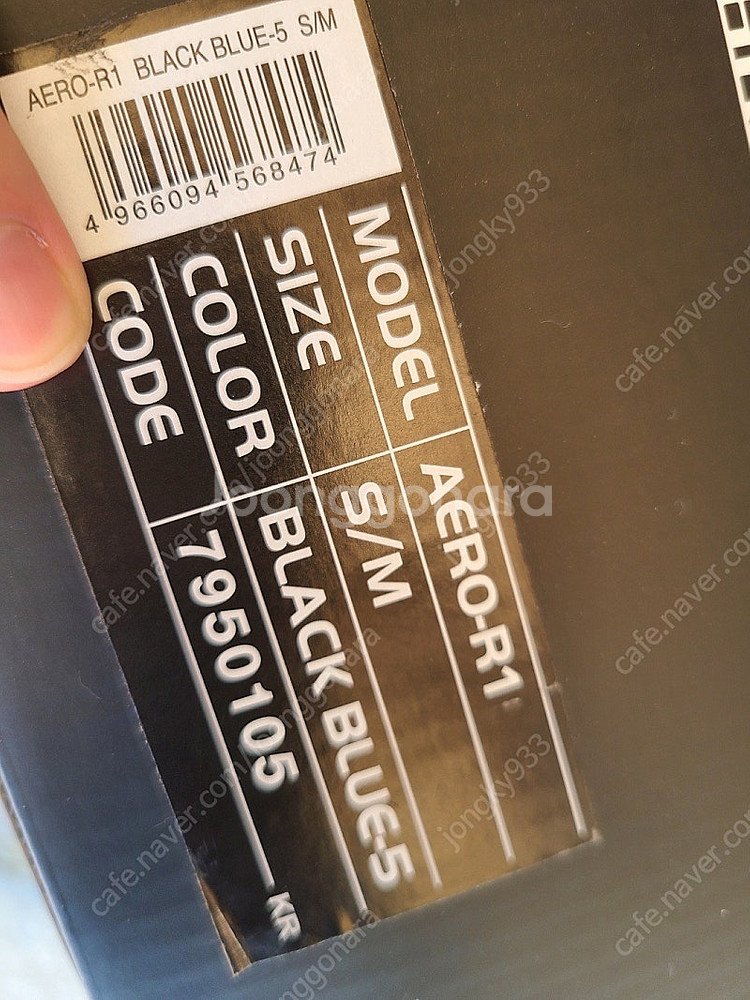 AERO-R1 BLACK BLUE-5 S/M
4 966094 568474
MODEL AERO-R1
SIZE S/M
COLOR BLACK BLUE-5
CODE 7950105
KR
Joonggonara
cafe.naver.com/joonggonara
jongky933